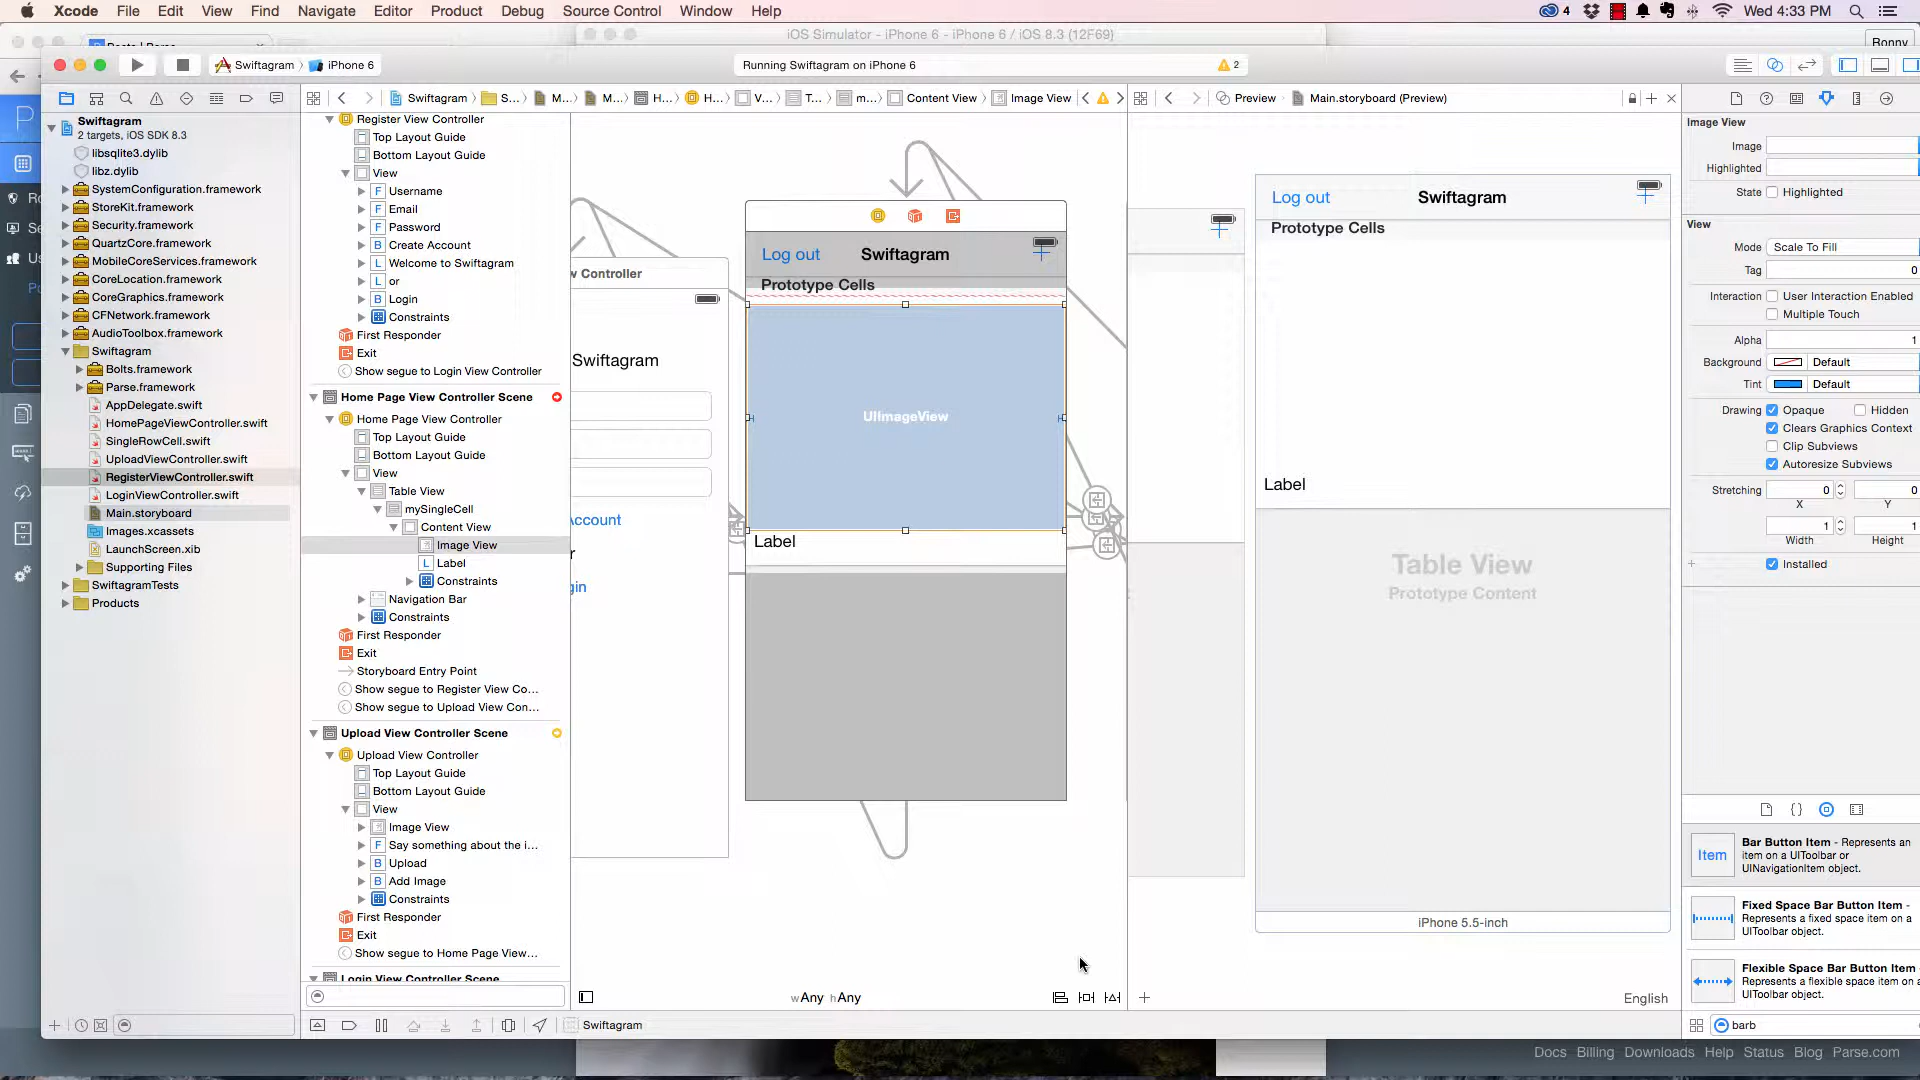 Xcode File Edit View Find Navigate Editor Product Debug Source Control Window Help 4 Wed 4:33 PM
iOS Simulator - iPhone 6 - iPhone 6 / iOS 8.3 (12F69)
Ronny
Swiftagram iPhone 6 Running Swiftagram on iPhone 6 2
Swiftagram S... M... M... H... H... V... T... m... Content View Image View Preview Main.storyboard (Preview)
Swiftagram
2 targets, iOS SDK 8.3
libsqlite3.dylib
libz.dylib
SystemConfiguration.framework
StoreKit.framework
Security.framework
QuartzCore.framework
MobileCoreServices.framework
CoreLocation.framework
CoreGraphics.framework
CFNetwork.framework
AudioToolbox.framework
Swiftagram
Bolts.framework
Parse.framework
AppDelegate.swift
HomePageViewController.swift
SingleRowCell.swift
UploadViewController.swift
RegisterViewController.swift
LoginViewController.swift
Main.storyboard
Images.xcassets
LaunchScreen.xib
Supporting Files
SwiftagramTests
Products
Register View Controller
Top Layout Guide
Bottom Layout Guide
View
F Username
F Email
F Password
B Create Account
L Welcome to Swiftagram
L or
B Login
Constraints
First Responder
Exit
Show segue to Login View Controller
Home Page View Controller Scene
Home Page View Controller
Top Layout Guide
Bottom Layout Guide
View
Table View
mySingleCell
Content View
Image View
L Label
Constraints
Navigation Bar
Constraints
First Responder
Exit
Storyboard Entry Point
Show segue to Register View Co...
Show segue to Upload View Con...
Upload View Controller Scene
Upload View Controller
Top Layout Guide
Bottom Layout Guide
View
Image View
F Say something about the i...
B Upload
B Add Image
Constraints
First Responder
Exit
Show segue to Home Page View...
Login View Controller Scene
w Controller
Swiftagram
Account
r
gin
Log out Swiftagram
Prototype Cells
UIImageView
Label
wAny hAny
Swiftagram
Log out Swiftagram
Prototype Cells
Label
Table View
Prototype Content
iPhone 5.5-inch
English
Image View
Image
Highlighted
State Highlighted
View
Mode Scale To Fill
Tag 0
Interaction User Interaction Enabled
Multiple Touch
Alpha 1
Background Default
Tint Default
Drawing Opaque Hidden
Clears Graphics Context
Clip Subviews
Autoresize Subviews
Stretching 0 0
X Y
1 1
Width Height
Installed
Item
Bar Button Item - Represents an
item on a UIToolbar or
UINavigationItem object.
Fixed Space Bar Button Item -
Represents a fixed space item on a
UIToolbar object.
Flexible Space Bar Button Item -
Represents a flexible space item on a
UIToolbar object.
barb
Docs Billing Downloads Help Status Blog Parse.com